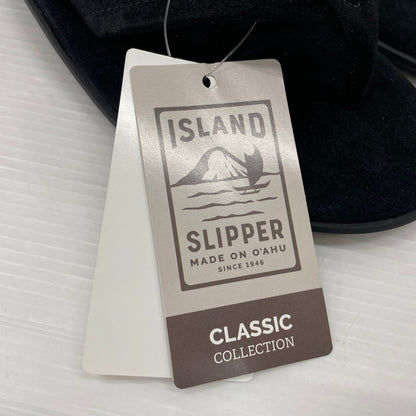 ISLAND
SLIPPER
MADE ON O'AHU
SINCE 1946
CLASSIC
COLLECTION